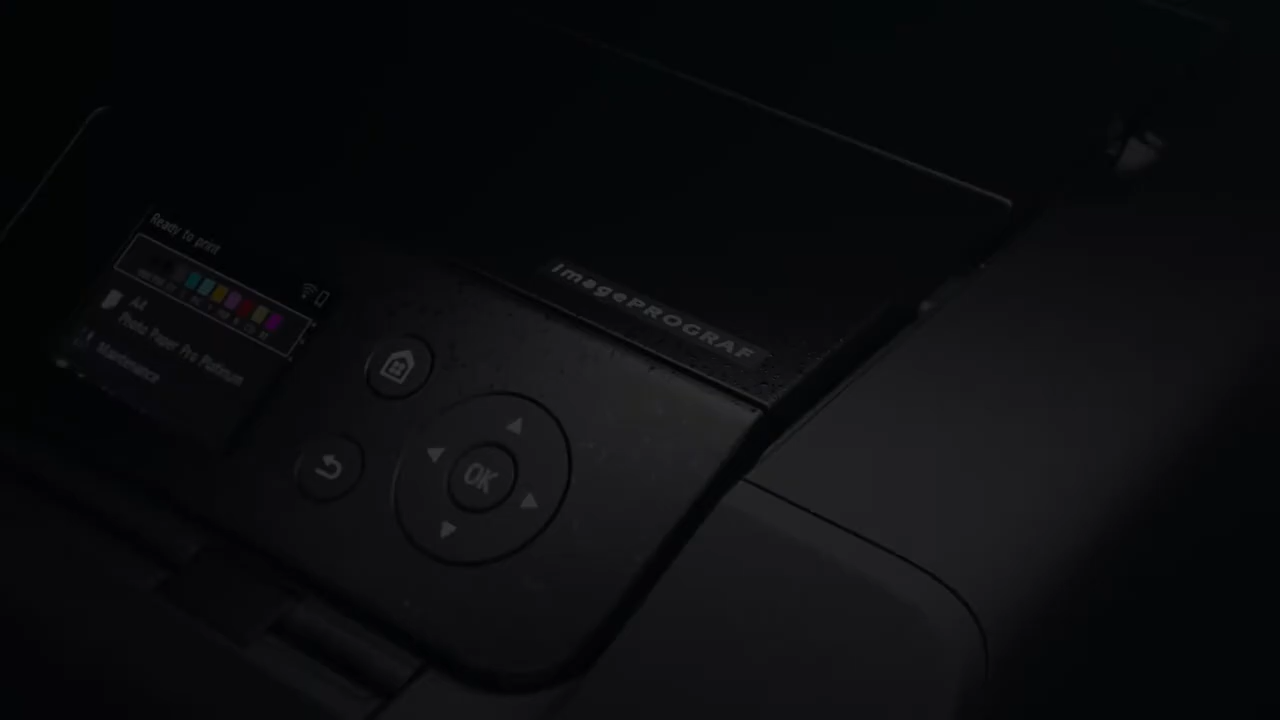 Ready to print
A4
Photo Paper Pro Platinum
Maintenance
imagePROGRAF
OK